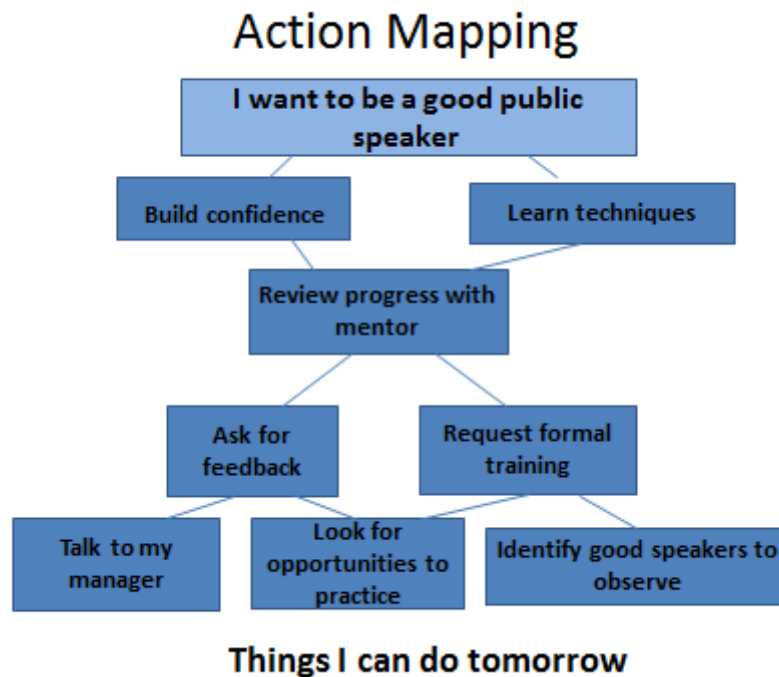 Action Mapping
I want to be a good public
speaker
Build confidence
Learn techniques
Review progress with
mentor
Ask for
feedback
Request formal
training
Talk to my
manager
Look for
opportunities to
practice
Identify good speakers to
observe
Things I can do tomorrow